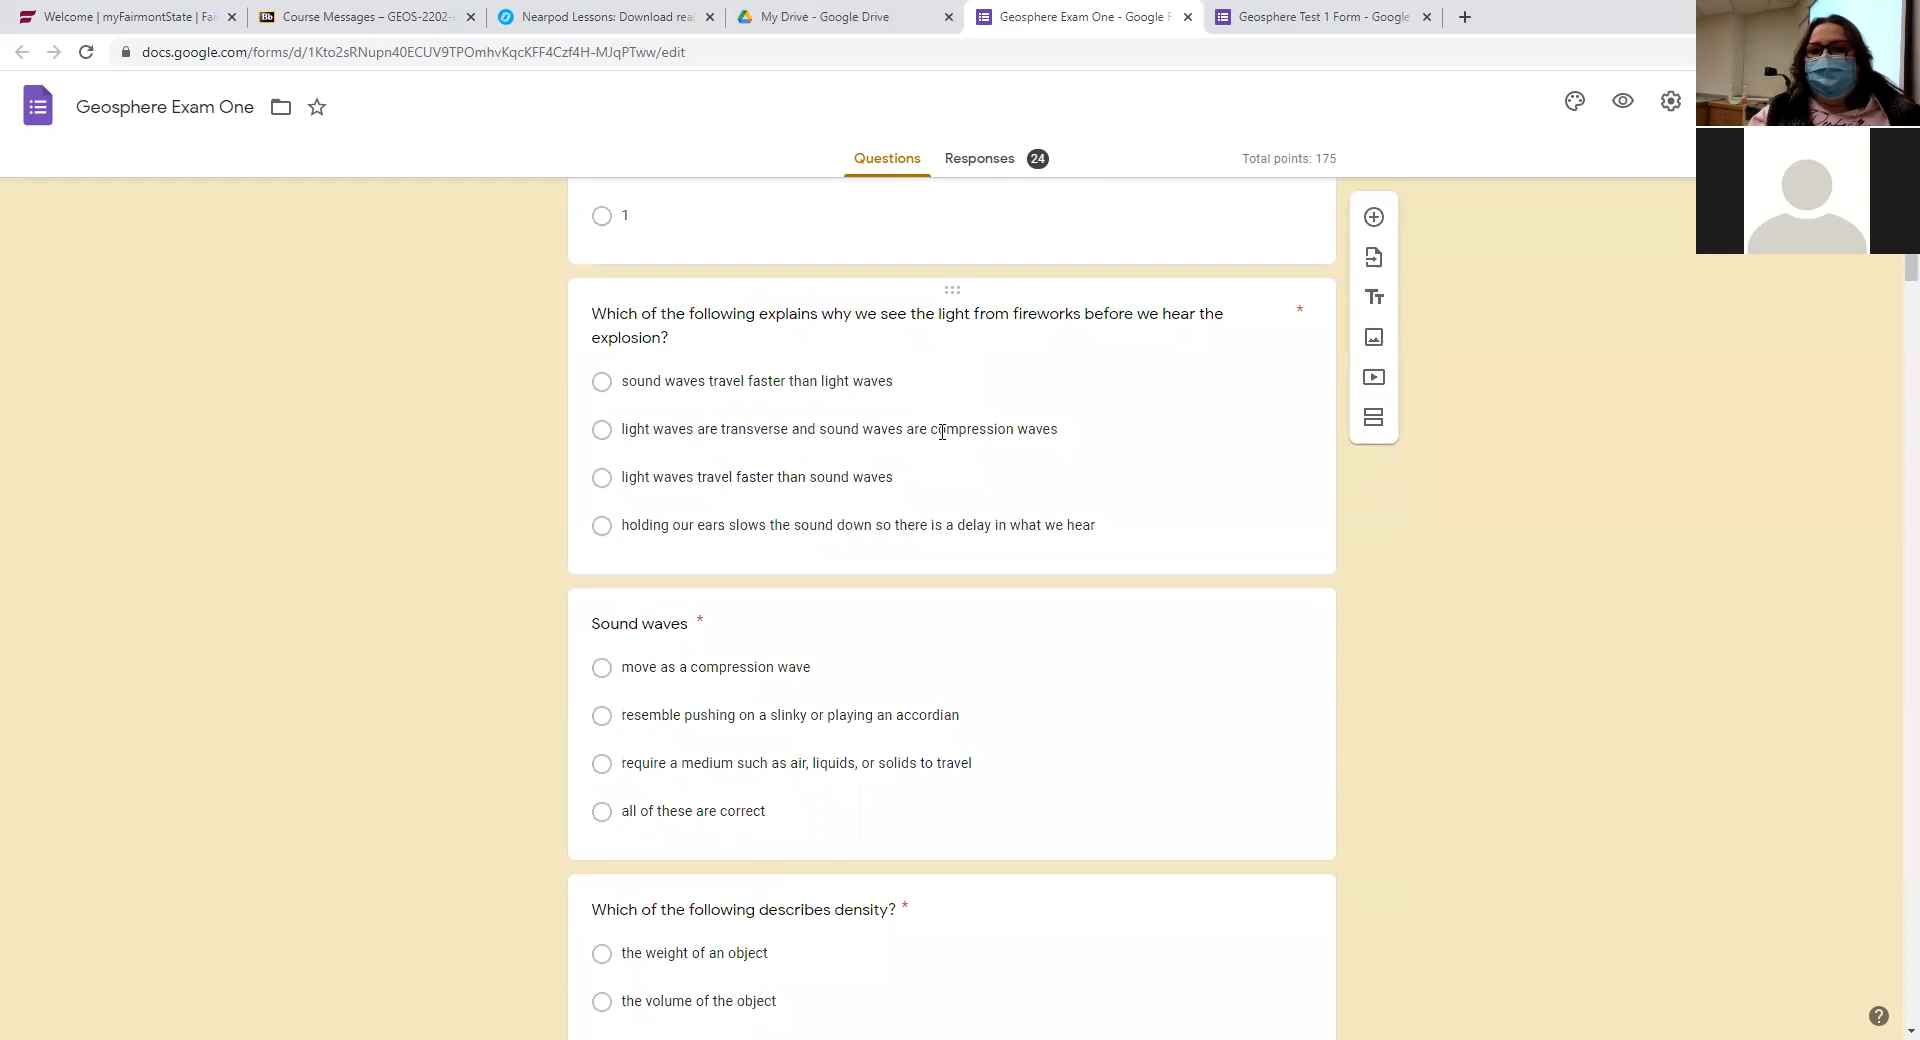 Welcome | myFairmontState | Fai
Bb Course Messages – GEOS-2202-
Nearpod Lessons: Download rea
My Drive - Google Drive
Geosphere Exam One - Google F
Geosphere Test 1 Form - Google
docs.google.com/forms/d/1Kto2sRNupn40ECUV9TPOmhvKqcKFF4Czf4H-MJqPTww/edit
Geosphere Exam One
Questions
Responses 24
Total points: 175
1
Which of the following explains why we see the light from fireworks before we hear the *
explosion?
sound waves travel faster than light waves
light waves are transverse and sound waves are compression waves
light waves travel faster than sound waves
holding our ears slows the sound down so there is a delay in what we hear
Sound waves *
move as a compression wave
resemble pushing on a slinky or playing an accordian
require a medium such as air, liquids, or solids to travel
all of these are correct
Which of the following describes density? *
the weight of an object
the volume of the object